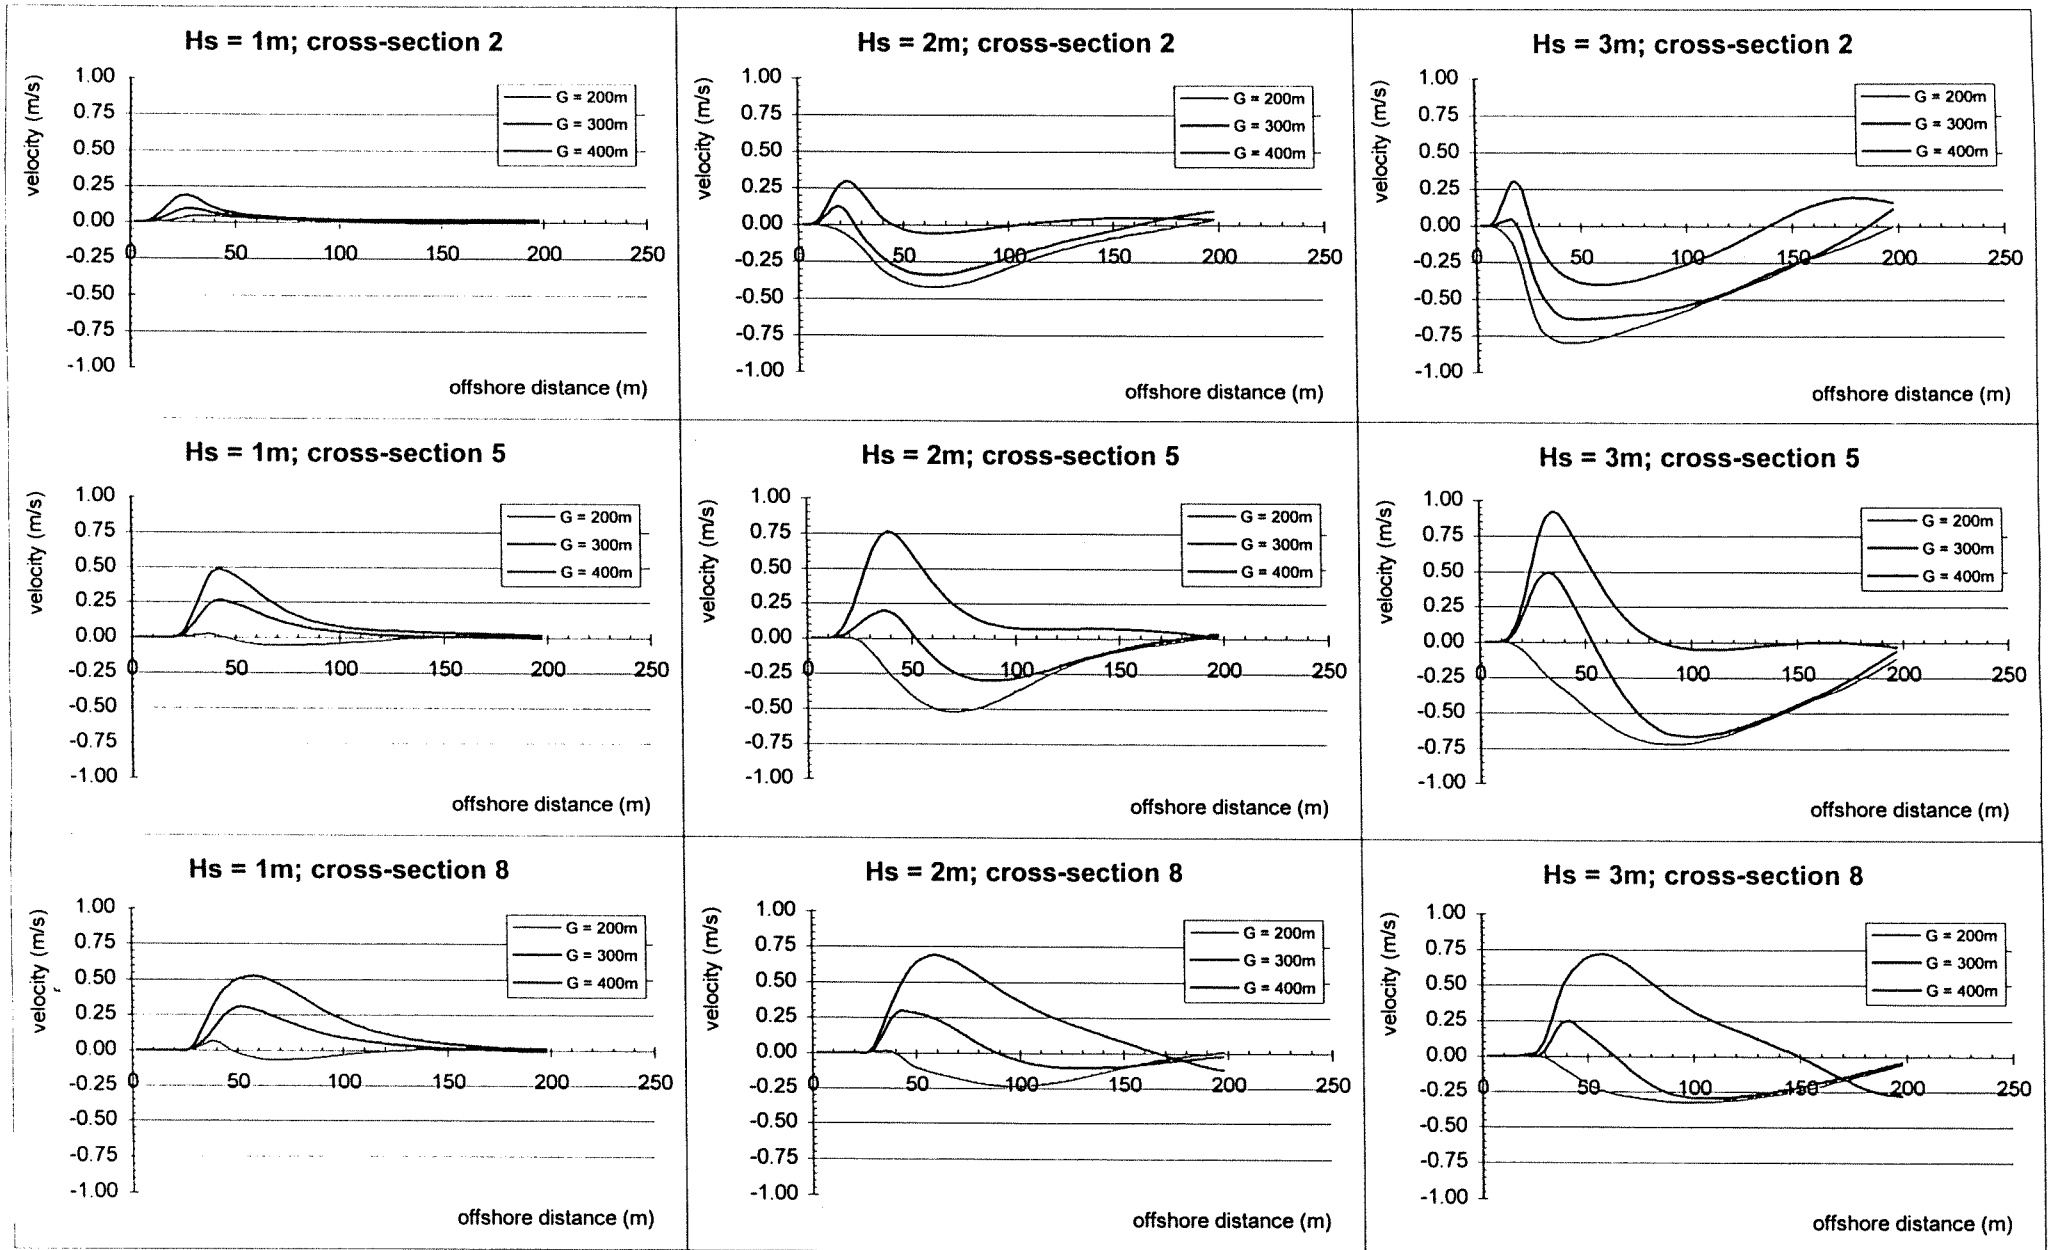 Hs = 1m; cross-section 2
velocity (m/s)
1.00
0.75
0.50
0.25
0.00
-0.25
-0.50
-0.75
-1.00
0 50 100 150 200 250
G = 200m
G = 300m
G = 400m
offshore distance (m)
Hs = 2m; cross-section 2
velocity (m/s)
1.00
0.75
0.50
0.25
0.00
-0.25
-0.50
-0.75
-1.00
0 50 100 150 200 250
G = 200m
G = 300m
G = 400m
offshore distance (m)
Hs = 3m; cross-section 2
velocity (m/s)
1.00
0.75
0.50
0.25
0.00
-0.25
-0.50
-0.75
-1.00
0 50 100 150 200 250
G = 200m
G = 300m
G = 400m
offshore distance (m)
Hs = 1m; cross-section 5
velocity (m/s)
1.00
0.75
0.50
0.25
0.00
-0.25
-0.50
-0.75
-1.00
0 50 100 150 200 250
G = 200m
G = 300m
G = 400m
offshore distance (m)
Hs = 2m; cross-section 5
velocity (m/s)
1.00
0.75
0.50
0.25
0.00
-0.25
-0.50
-0.75
-1.00
0 50 100 150 200 250
G = 200m
G = 300m
G = 400m
offshore distance (m)
Hs = 3m; cross-section 5
velocity (m/s)
1.00
0.75
0.50
0.25
0.00
-0.25
-0.50
-0.75
-1.00
0 50 100 150 200 250
G = 200m
G = 300m
G = 400m
offshore distance (m)
Hs = 1m; cross-section 8
velocity (m/s)
1.00
0.75
0.50
0.25
0.00
-0.25
-0.50
-0.75
-1.00
0 50 100 150 200 250
G = 200m
G = 300m
G = 400m
offshore distance (m)
Hs = 2m; cross-section 8
velocity (m/s)
1.00
0.75
0.50
0.25
0.00
-0.25
-0.50
-0.75
-1.00
0 50 100 150 200 250
G = 200m
G = 300m
G = 400m
offshore distance (m)
Hs = 3m; cross-section 8
velocity (m/s)
1.00
0.75
0.50
0.25
0.00
-0.25
-0.50
-0.75
-1.00
0 50 100 150 200 250
G = 200m
G = 300m
G = 400m
offshore distance (m)